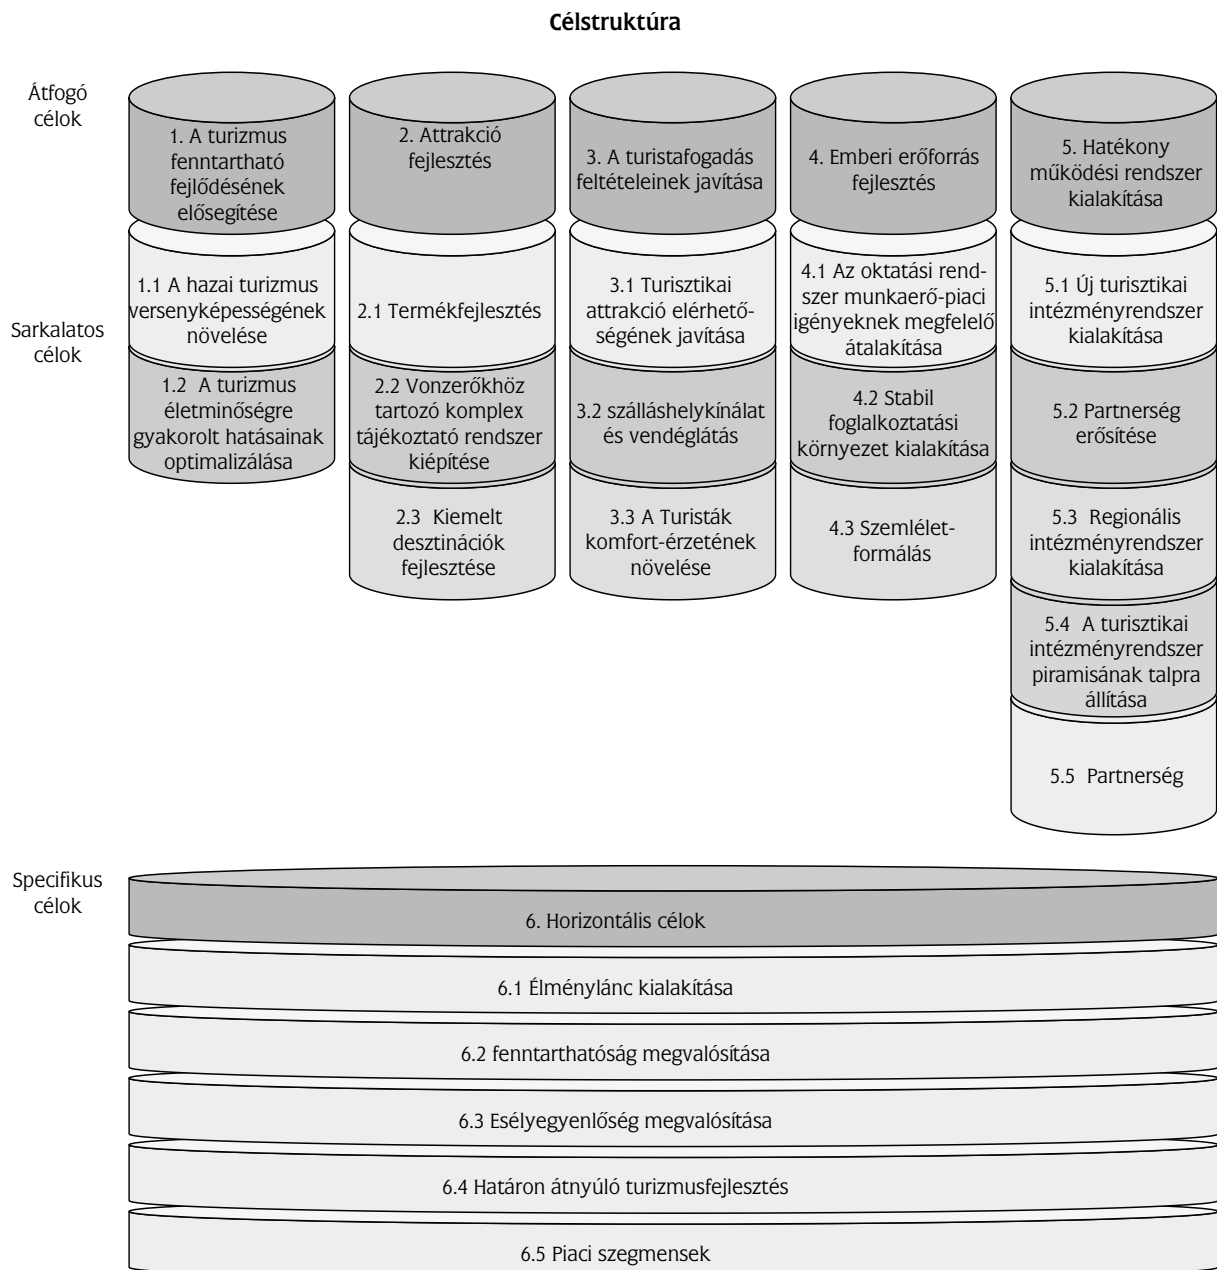 Célstruktúra
Átfogó
célok
1. A turizmus
fenntartható
fejlődésének
elősegítése
2. Attrakció
fejlesztés
3. A turistafogadás
feltételeinek javítása
4. Emberi erőforrás
fejlesztés
5. Hatékony
működési rendszer
kialakítása
Sarkalatos
célok
1.1 A hazai turizmus
versenyképességének
növelése
2.1 Termékfejlesztés
3.1 Turisztikai
attrakció elérhető-
ségének javítása
4.1 Az oktatási rend-
szer munkaerő-piaci
igényeknek megfelelő
átalakítása
5.1 Új turisztikai
intézményrendszer
kialakítása
1.2 A turizmus
életminőségre
gyakorolt hatásainak
optimalizálása
2.2 Vonzerőkhöz
tartozó komplex
tájékoztató rendszer
kiépítése
3.2 szálláshelykínálat
és vendéglátás
4.2 Stabil
foglalkoztatási
környezet kialakítása
5.2 Partnerség
erősítése
2.3 Kiemelt
desztinációk
fejlesztése
3.3 A Turisták
komfort-érzetének
növelése
4.3 Szemlélet-
formálás
5.3 Regionális
intézményrendszer
kialakítása
5.4 A turisztikai
intézményrendszer
piramisának talpra
állítása
5.5 Partnerség
Specifikus
célok
6. Horizontális célok
6.1 Élménylánc kialakítása
6.2 fenntarthatóság megvalósítása
6.3 Esélyegyenlőség megvalósítása
6.4 Határon átnyúló turizmusfejlesztés
6.5 Piaci szegmensek